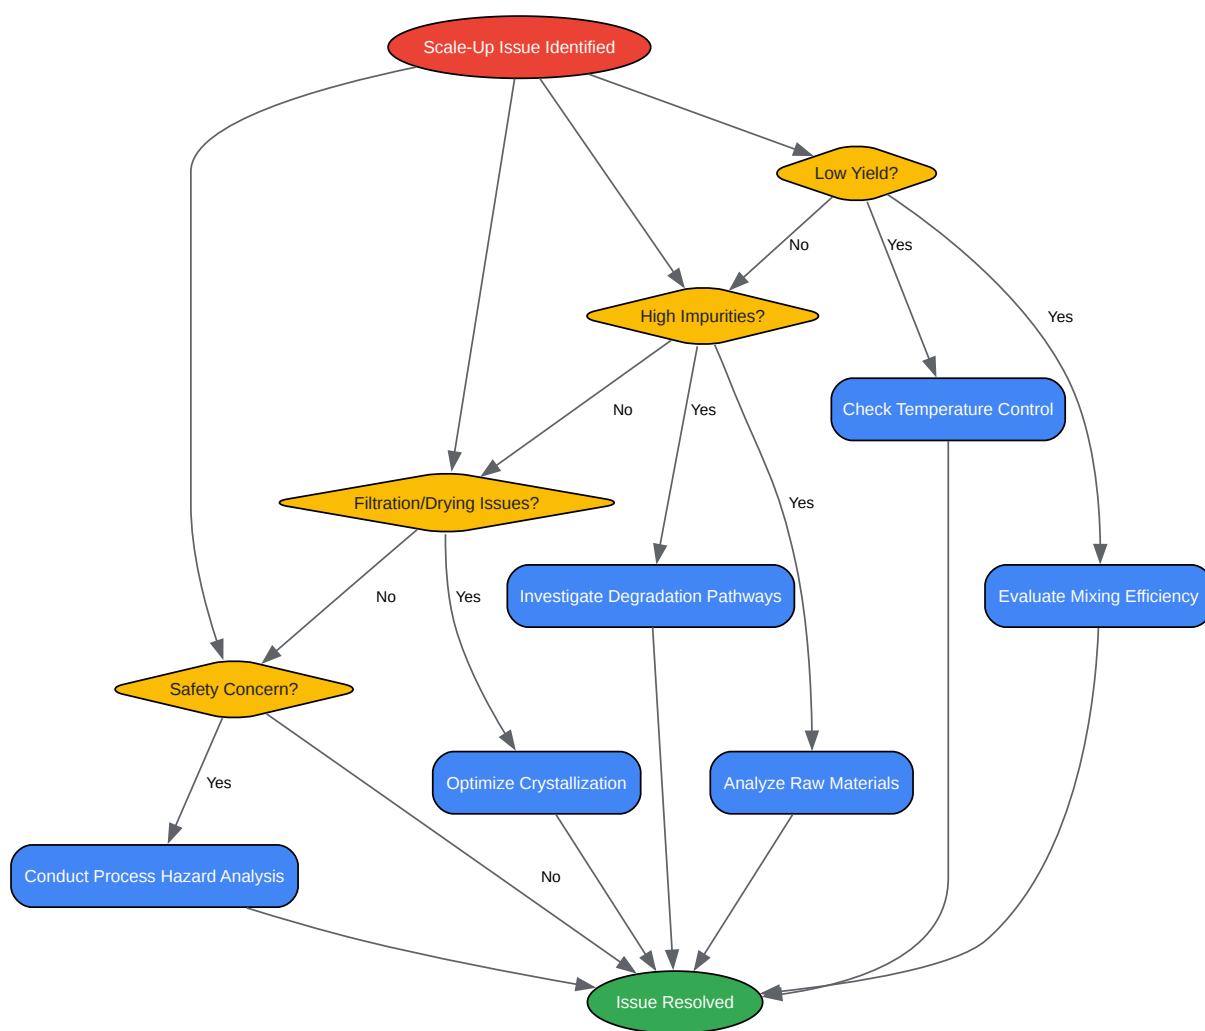 Scale-Up Issue Identified
Low Yield?
No
Yes
High Impurities?
Yes
Check Temperature Control
No
Yes
Filtration/Drying Issues?
Yes
No
Yes
Investigate Degradation Pathways
Evaluate Mixing Efficiency
Safety Concern?
Yes
Optimize Crystallization
Analyze Raw Materials
Conduct Process Hazard Analysis
No
Issue Resolved